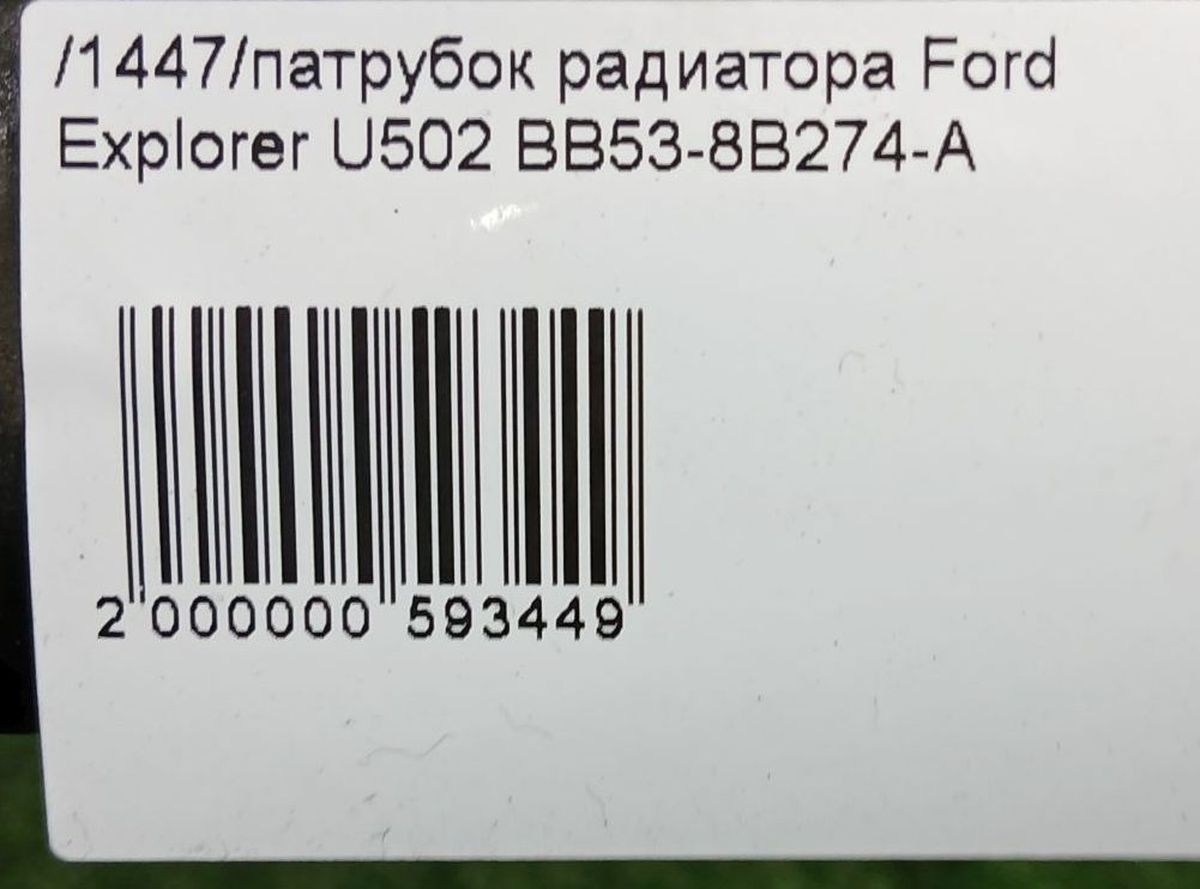 /1447/патрубок радиатора Ford
Explorer U502 BB53-8B274-A
2 000000 593449